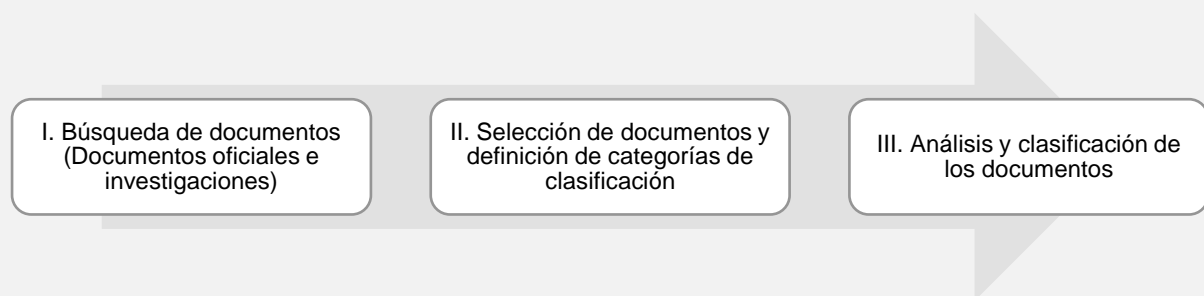 I. Búsqueda de documentos
(Documentos oficiales e
investigaciones)
II. Selección de documentos y
definición de categorías de
clasificación
III. Análisis y clasificación de
los documentos